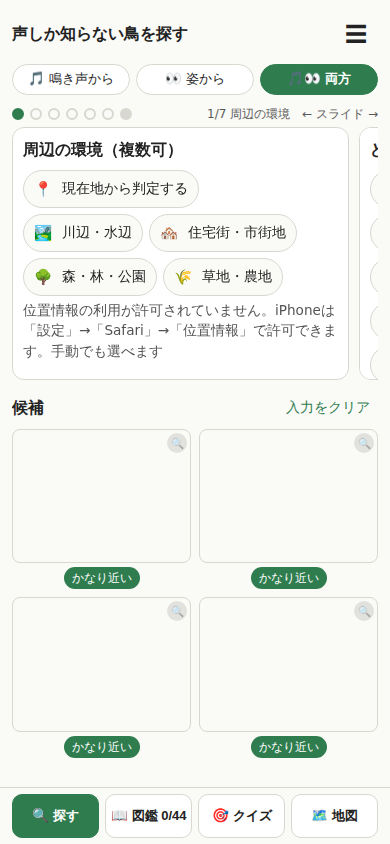 声しか知らない鳥を探す
🎵 鳴き声から 👀 姿から 🎵👀 両方
1/7 周辺の環境 ← スライド →
周辺の環境（複数可）
📍 現在地から判定する
🏞️ 川辺・水辺 🏘️ 住宅街・市街地
🌳 森・林・公園 🌾 草地・農地
位置情報の利用が許可されていません。iPhoneは
「設定」→「Safari」→「位置情報」で許可できま
す。手動でも選べます
候補 入力をクリア
かなり近い かなり近い
かなり近い かなり近い
🔍 探す 📖 図鑑 0/44 🎯 クイズ 🗺️ 地図